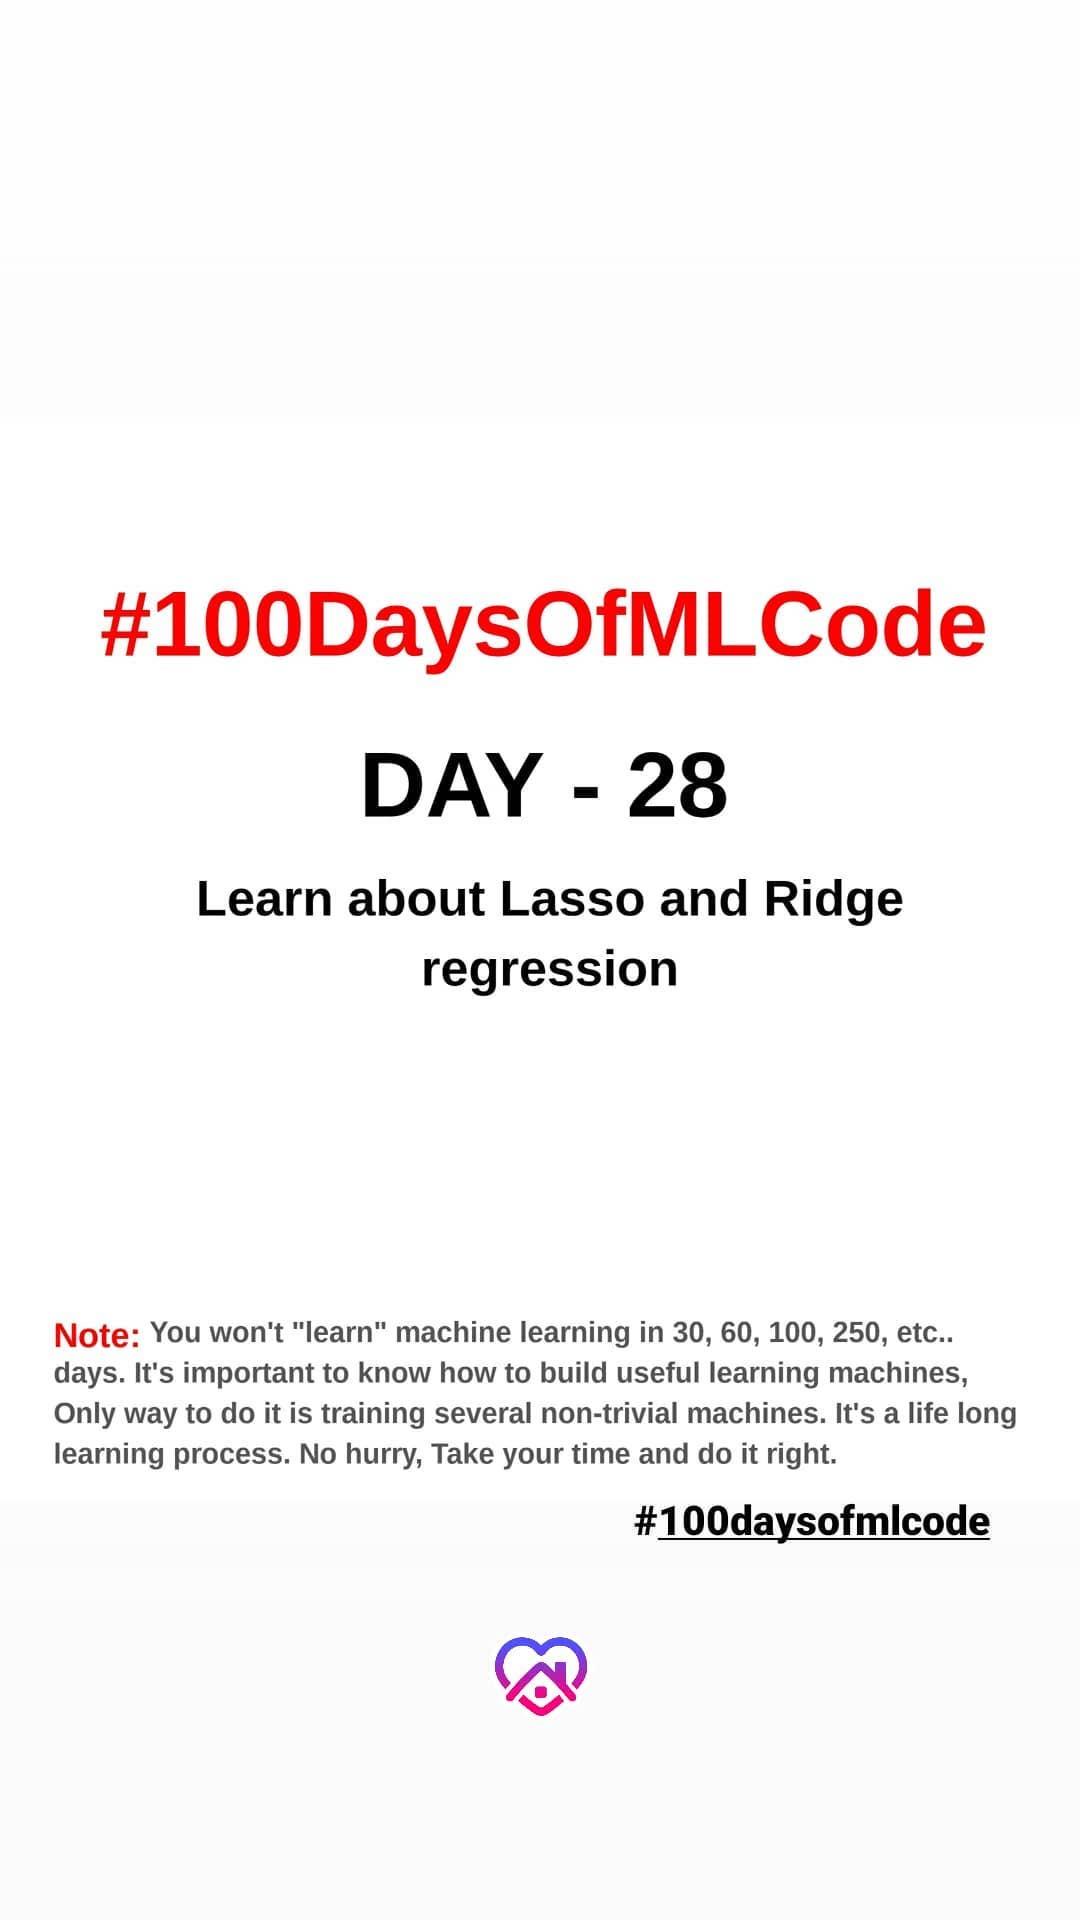 #100DaysOfMLCode
DAY - 28
Learn about Lasso and Ridge
regression
Note: You won't "learn" machine learning in 30, 60, 100, 250, etc..
days. It's important to know how to build useful learning machines,
Only way to do it is training several non-trivial machines. It's a life long
learning process. No hurry, Take your time and do it right.
#100daysofmlcode